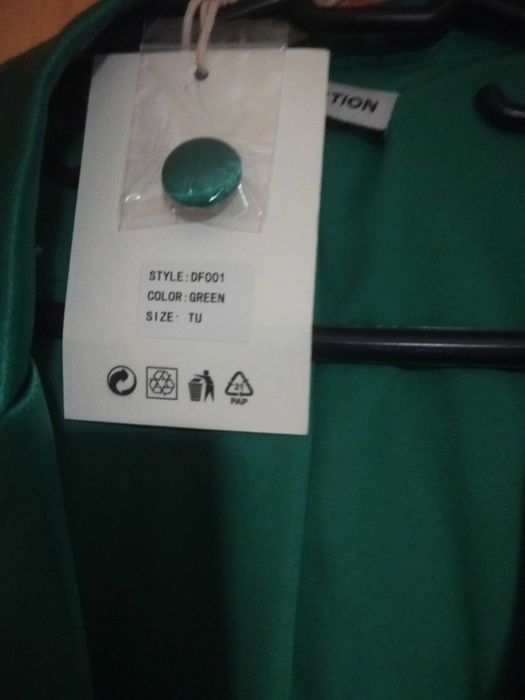 TION
STYLE:DF001
COLOR:GREEN
SIZE: TU
21
PAP